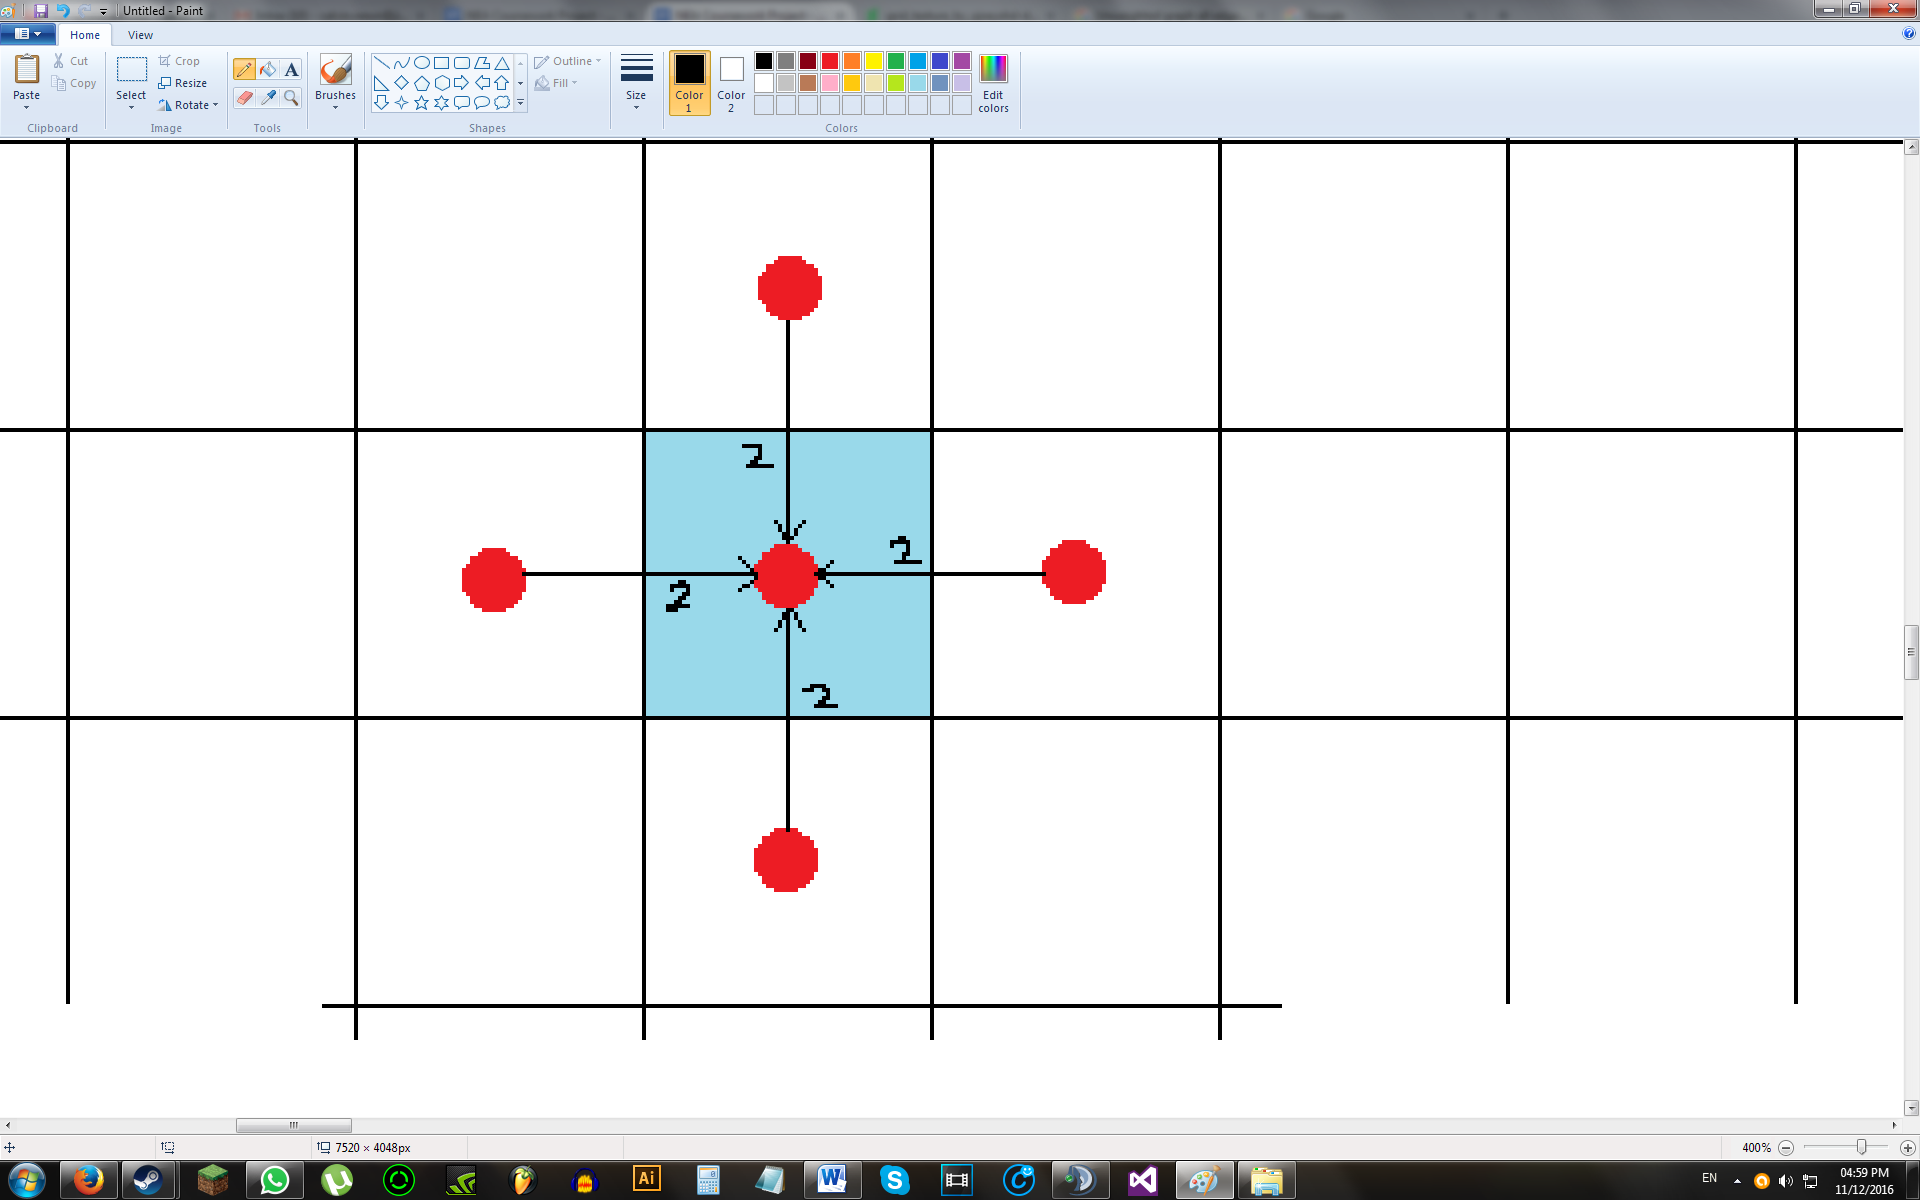 Untitled - Paint
Home View
Paste
Cut
Copy
Clipboard
Select
Crop
Resize
Rotate
Image
A
Tools
Brushes
Outline
Fill
Shapes
Size
Color 1
Color 2
Edit colors
Colors
2
2
2
2
7520 × 4048px
400%
Ai
W
S
EN
04:59 PM
11/12/2016